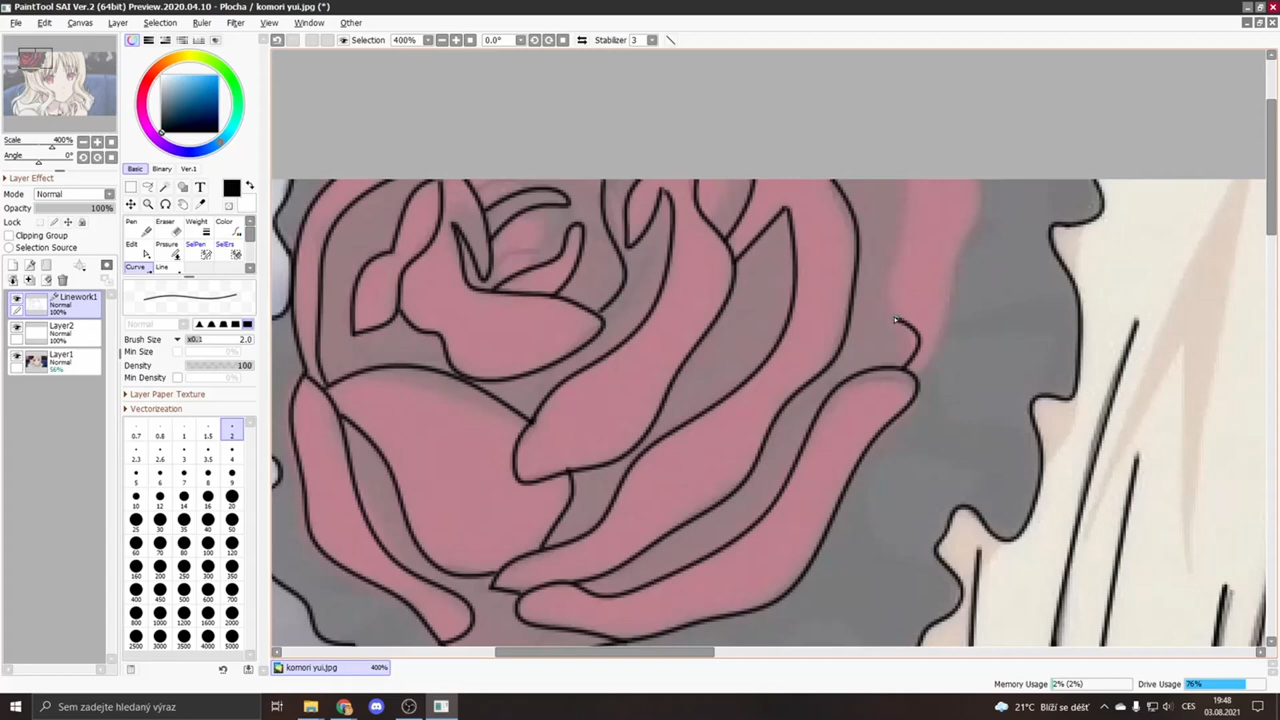 PaintTool SAI Ver.2 (64bit) Preview.2020.04.10 - Plocha / komori yui.jpg (*)
File Edit Canvas Layer Selection Ruler Filter View Window Other
Selection 400% 0.0° Stabilizer 3
Scale 400%
Angle 0°
Layer Effect
Mode Normal
Opacity 100%
Lock
Clipping Group
Selection Source
Linework1
Normal
100%
Layer2
Normal
100%
Layer1
Normal
56%
Basic Binary Ver.1
T
Pen Eraser Weight Color
Edit Prssure SelPen SelErs
Curve Line
Normal
Brush Size x0.1 2.0
Min Size 0%
Density 100
Min Density 0%
Layer Paper Texture
Vectorization
0.7 0.8 1 1.5 2
2.3 2.6 3 3.5 4
5 6 7 8 9
10 12 14 16 20
25 30 35 40 50
60 70 80 100 120
160 200 250 300 350
400 450 500 600 700
800 1000 1200 1600 2000
2500 3000 3500 4000 5000
komori yui.jpg 400%
Memory Usage 2% (2%) Drive Usage 76%
Sem zadejte hledaný výraz
21°C Blíží se déšť CES 19:48
03.08.2021